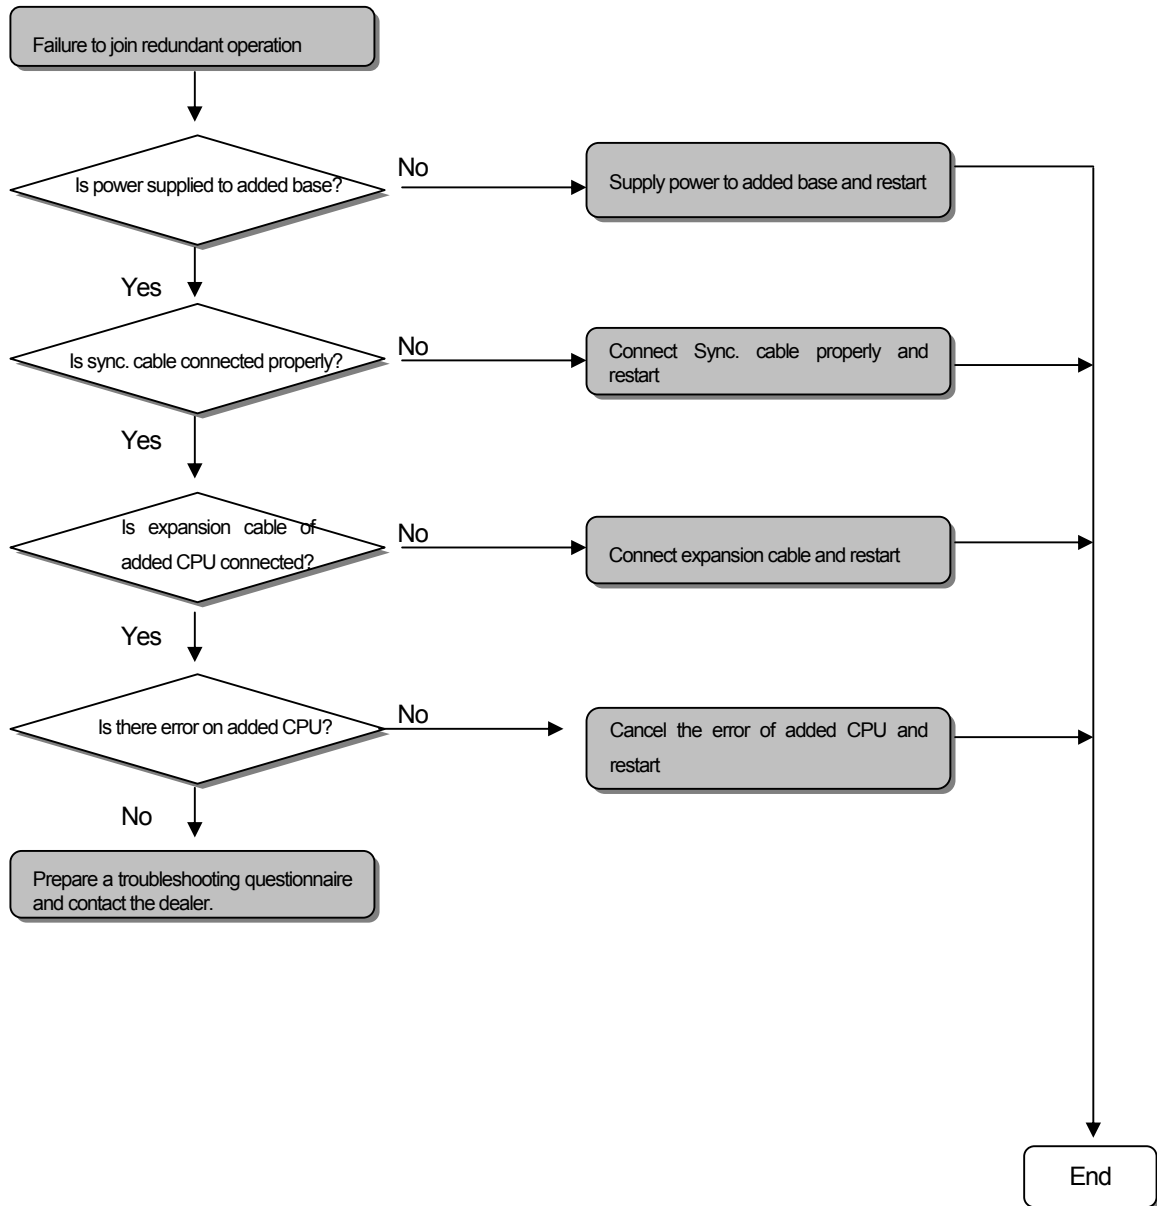 Failure to join redundant operation
Is power supplied to added base?
No
Supply power to added base and restart
Yes
Is sync. cable connected properly?
No
Connect Sync. cable properly and
restart
Yes
Is expansion cable of
added CPU connected?
No
Connect expansion cable and restart
Yes
Is there error on added CPU?
No
Cancel the error of added CPU and
restart
No
Prepare a troubleshooting questionnaire
and contact the dealer.
End